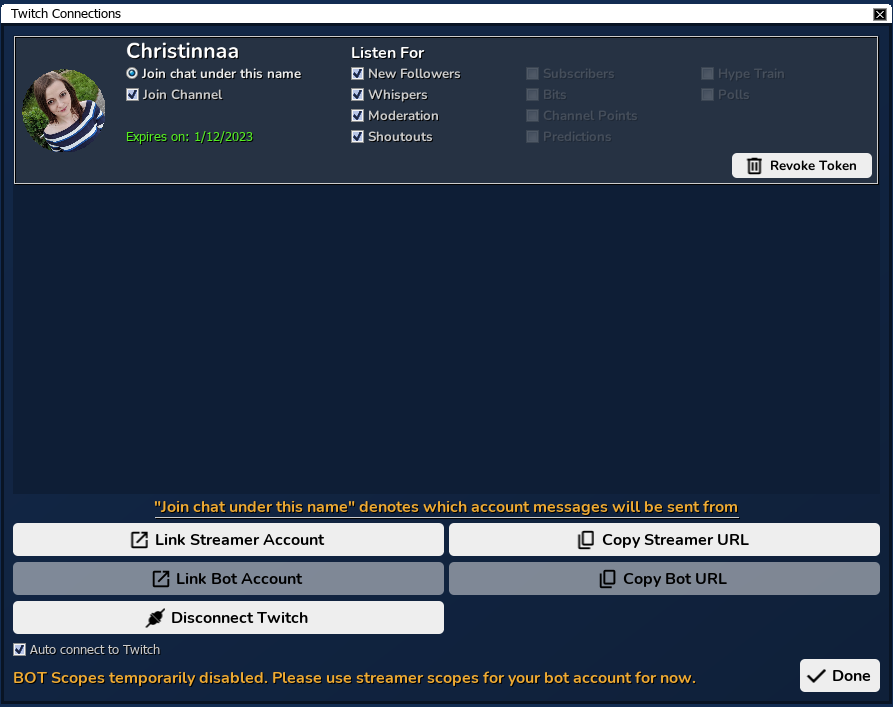 Twitch Connections
Christinnaa
Join chat under this name
Join Channel
Expires on: 1/12/2023
Listen For
New Followers
Whispers
Moderation
Shoutouts
Subscribers
Bits
Channel Points
Predictions
Hype Train
Polls
Revoke Token
"Join chat under this name" denotes which account messages will be sent from
Link Streamer Account
Copy Streamer URL
Link Bot Account
Copy Bot URL
Disconnect Twitch
Auto connect to Twitch
BOT Scopes temporarily disabled. Please use streamer scopes for your bot account for now.
Done